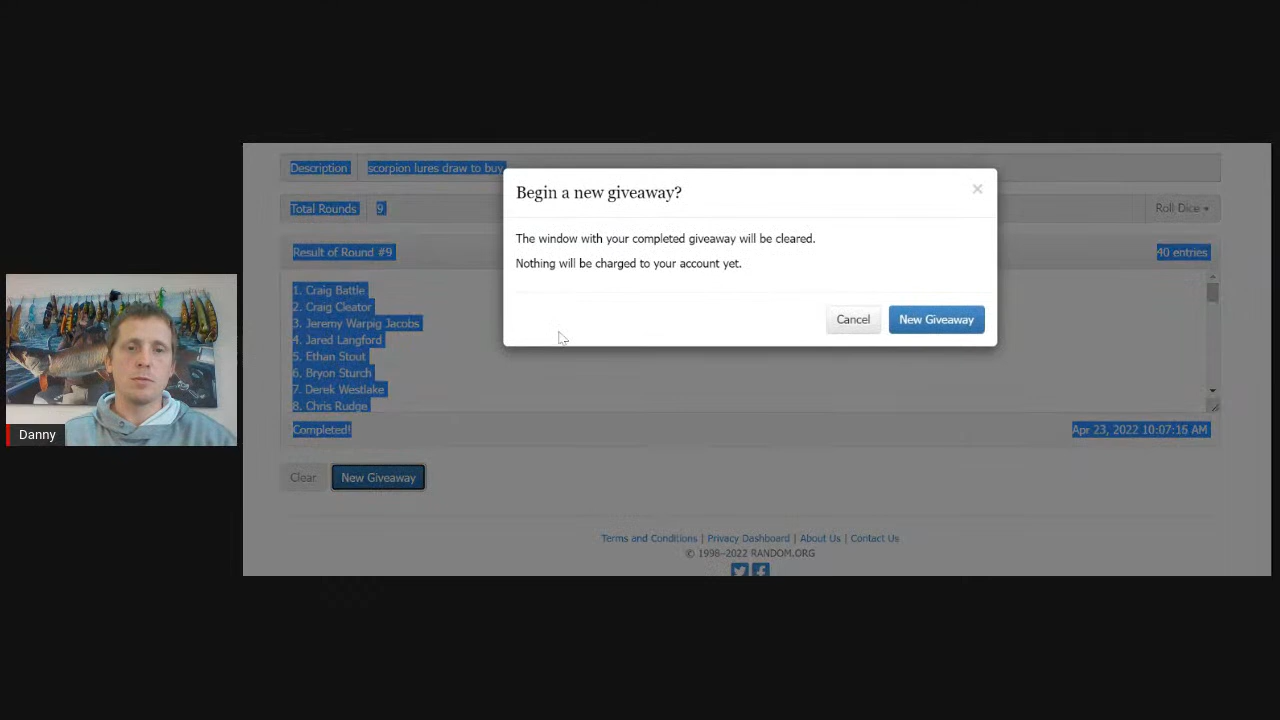 Description scorpion lures draw to buy
Begin a new giveaway?
×
Total Rounds 9
Roll Dice
The window with your completed giveaway will be cleared.
Result of Round #9
40 entries
Nothing will be charged to your account yet.
1. Craig Battle
2. Craig Cleator
3. Jeremy Warpig Jacobs
4. Jared Langford
5. Ethan Stout
6. Bryon Sturch
7. Derek Westlake
8. Chris Rudge
Cancel
New Giveaway
Completed!
Apr 23, 2022 10:07:16 AM
Danny
Clear
New Giveaway
Terms and Conditions | Privacy Dashboard | About Us | Contact Us
© 1998–2022 RANDOM.ORG